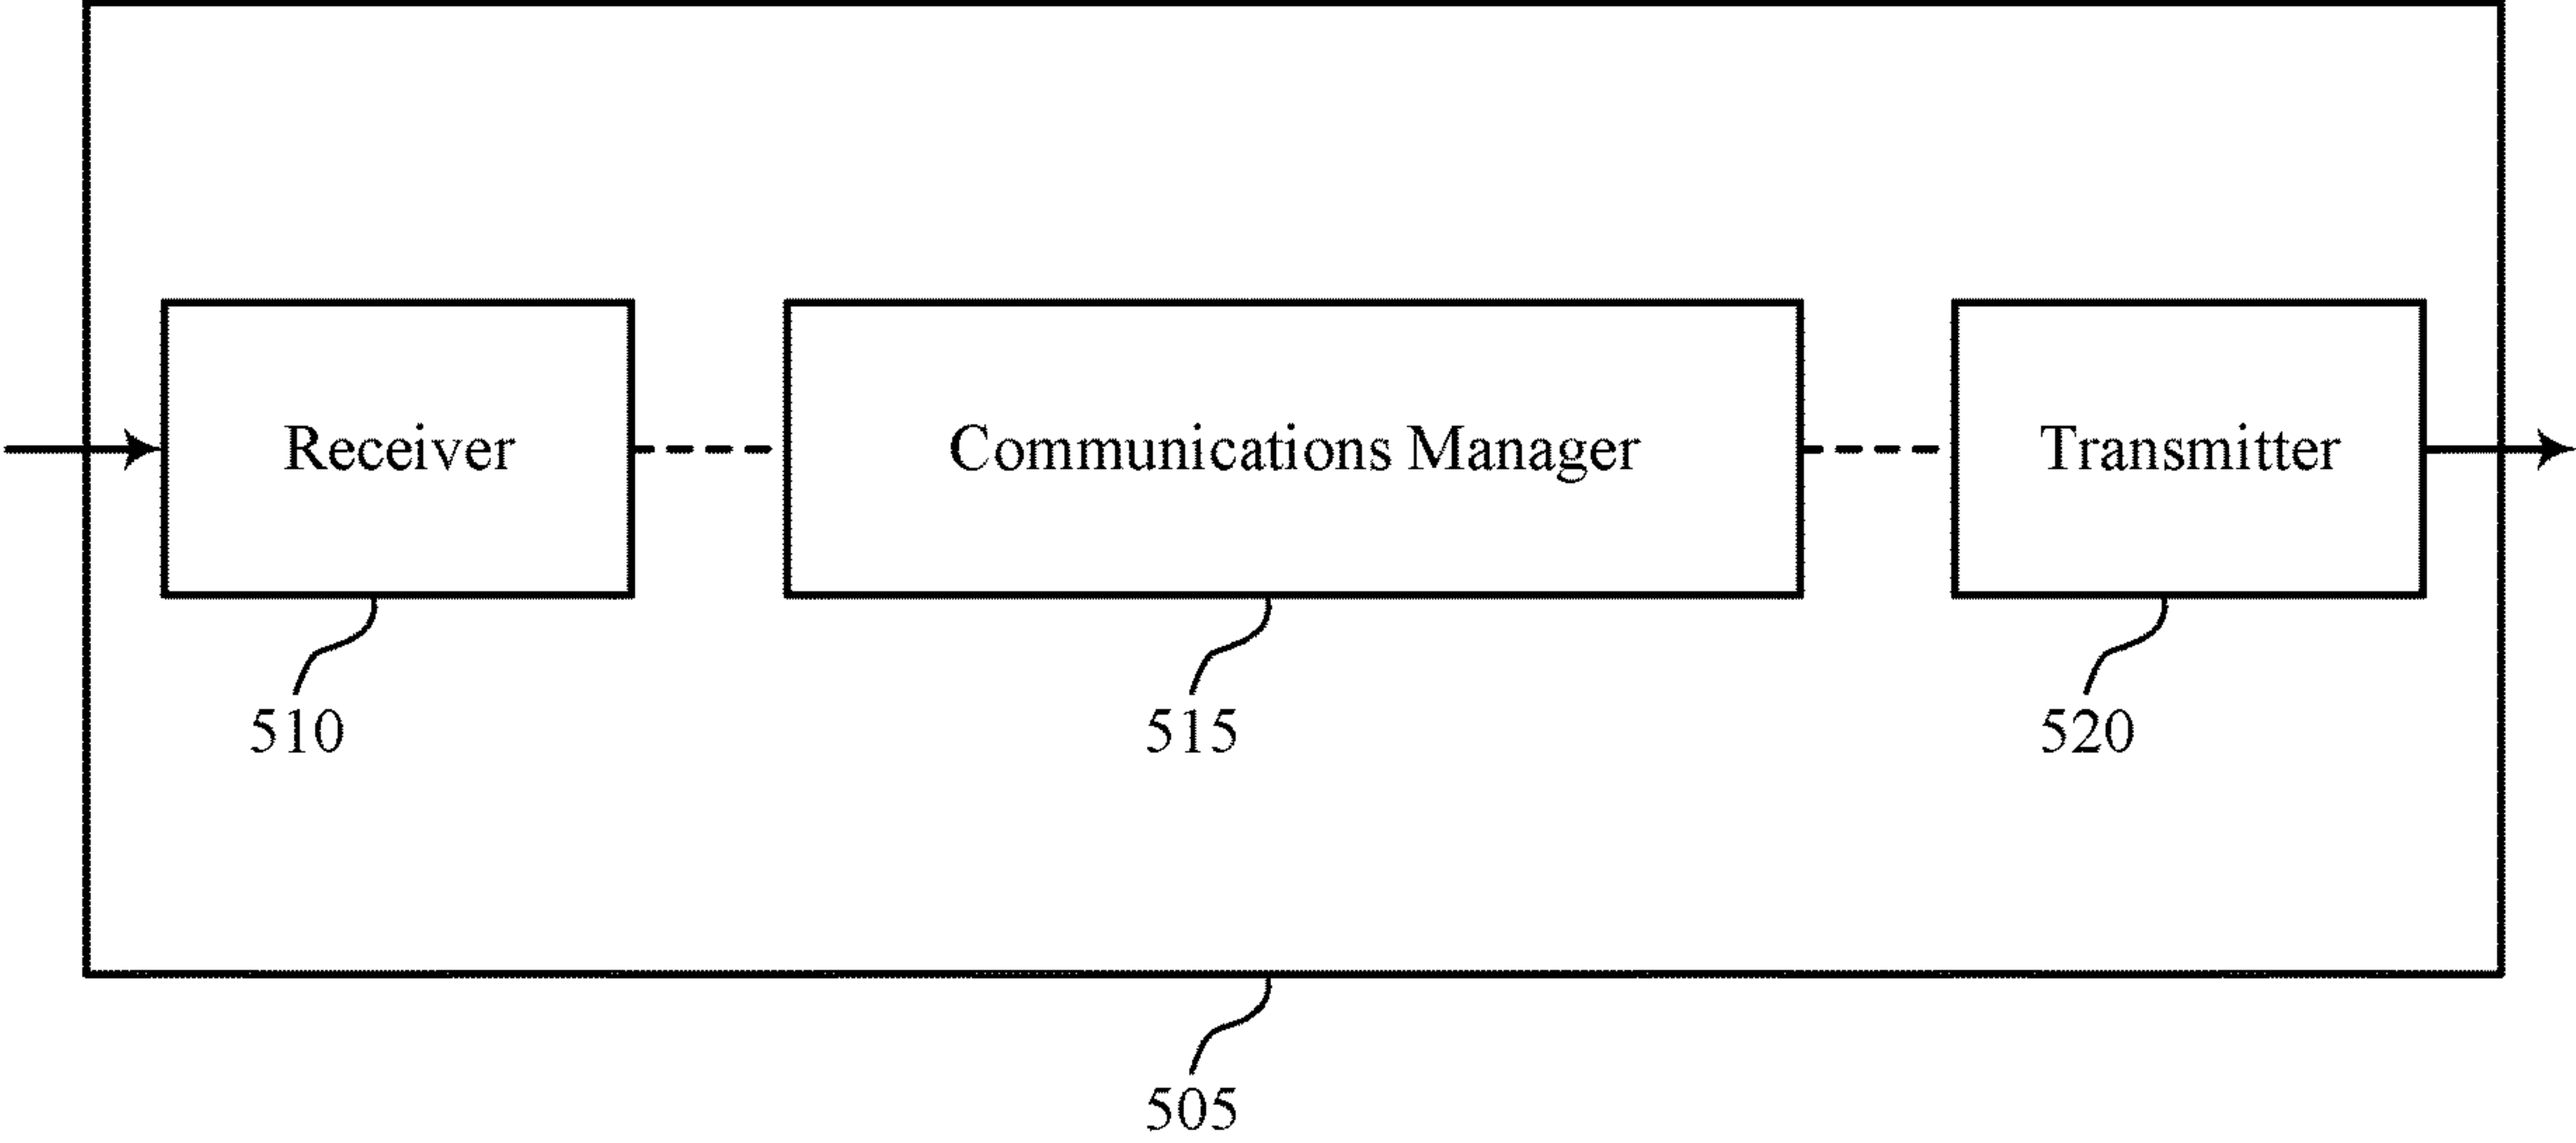 Receiver
Communications Manager
Transmitter
510
515
520
505